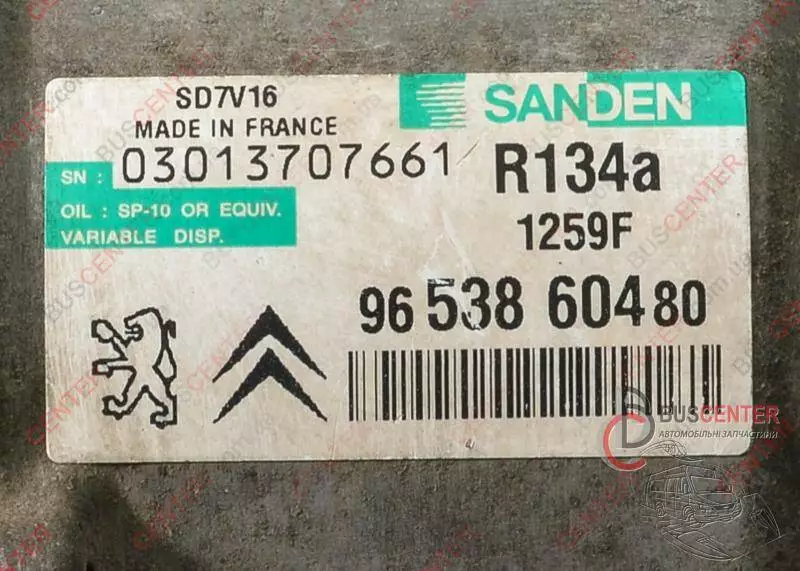 SD7V16
MADE IN FRANCE
SANDEN
SN : 03013707661
R134a
OIL : SP-10 OR EQUIV.
VARIABLE DISP.
1259F
96 538 604 80
BUSCENTER
АВТОМОБІЛЬНІ ЗАПЧАСТИНИ